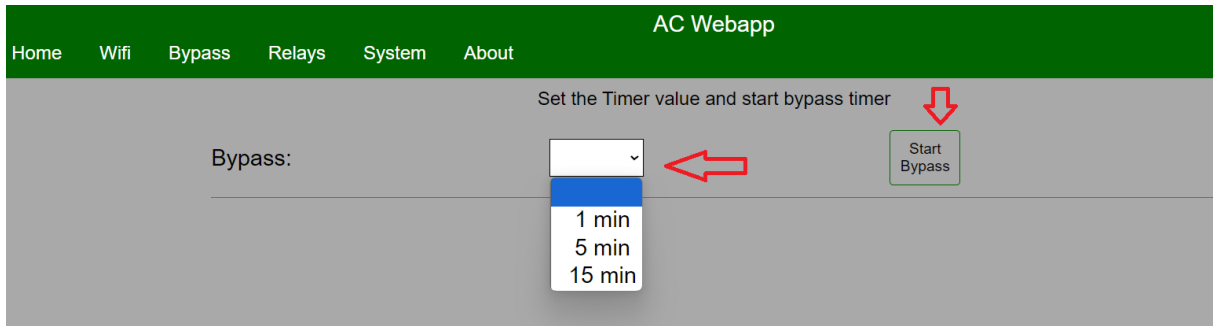 AC Webapp
Home Wifi Bypass Relays System About
Set the Timer value and start bypass timer
Bypass:
Start
Bypass
1 min
5 min
15 min